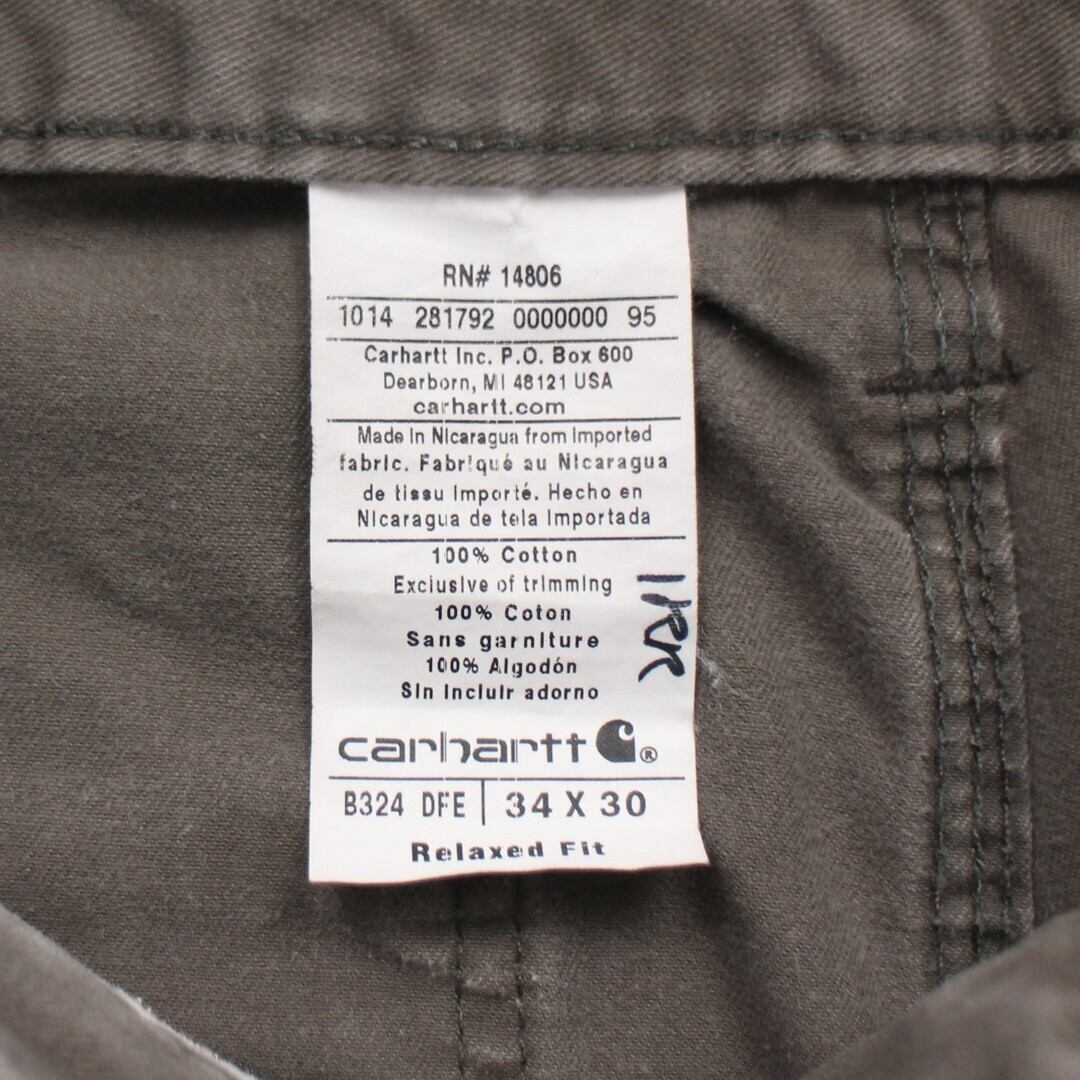 RN# 14806
1014 281792 0000000 95
Carhartt Inc. P.O. Box 600
Dearborn, MI 48121 USA
carhartt.com
Made in Nicaragua from Imported
fabric. Fabriqué au Nicaragua
de tissu Importé. Hecho en
Nicaragua de tela Importada
100% Cotton
Exclusive of trimming
100% Coton
Sans garniture
100% Algodón
Sin Incluir adorno
carhartt ®
B324 DFE 34 X 30
Relaxed Fit